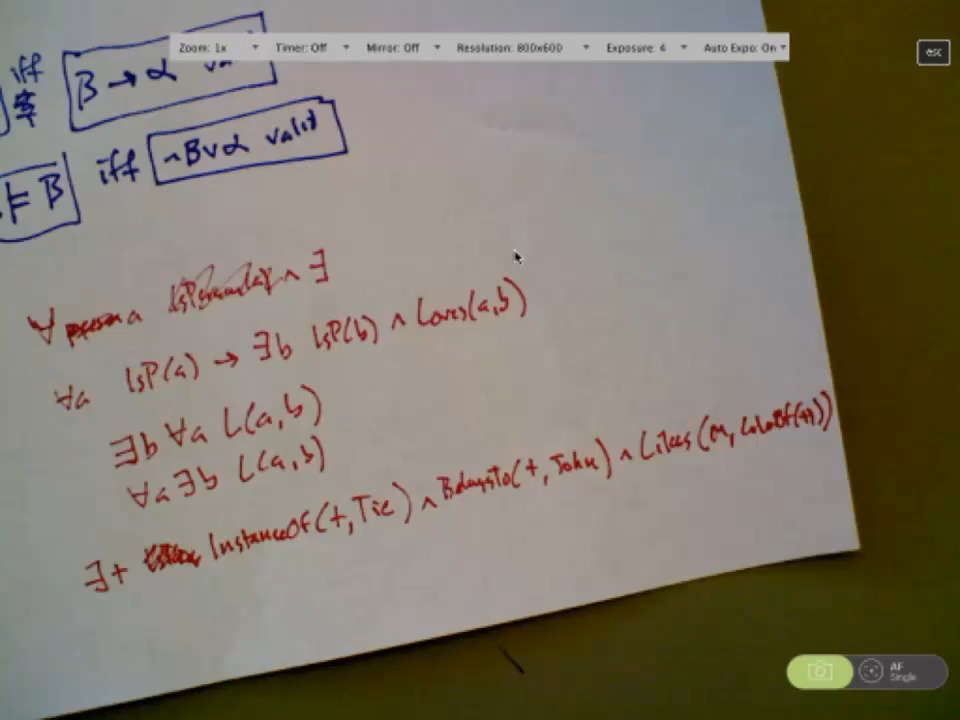 Zoom: 1x Timer: Off Mirror: Off Resolution: 800x600 Exposure: 4 Auto Expo: On
esc
iff β → α va
⊨ β iff ¬β∨α valid
∀ a ∧ ∃
∀a IsP(a) → ∃b IsP(b) ∧ Loves(a,b)
∃b ∀a L(a,b)
∀a ∃b L(a,b)
∃t InstanceOf(t,Tie) ∧ BelongsTo(t,John) ∧ Likes(M,
AF
Single